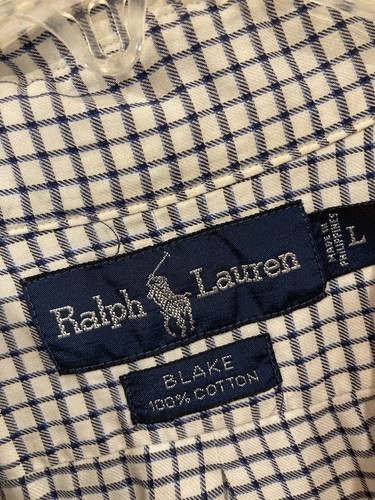 Ralph Lauren
MADE IN
PHILIPPINES
L
BLAKE
100% COTTON